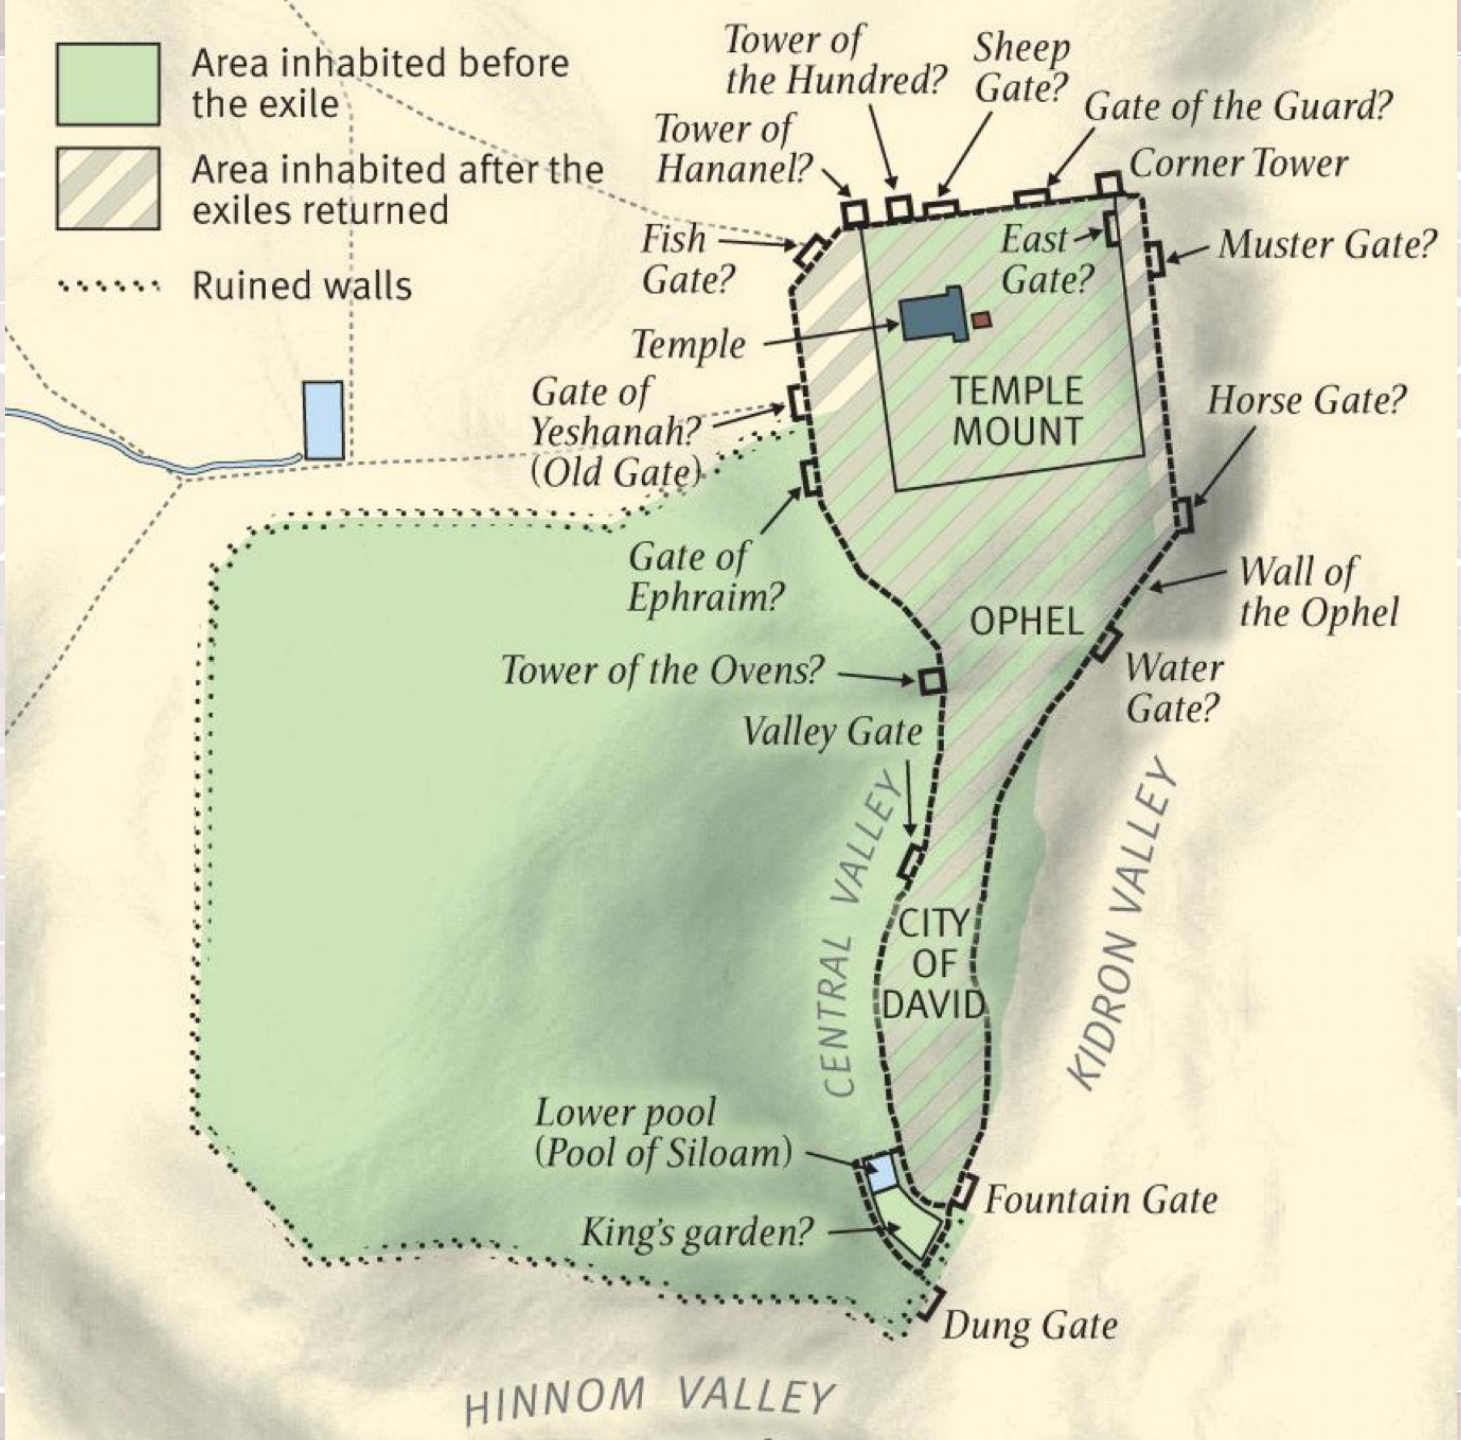 Area inhabited before
the exile
Area inhabited after the
exiles returned
Ruined walls
Tower of
the Hundred?
Sheep
Gate?
Gate of the Guard?
Tower of
Hananel?
Corner Tower
Fish
Gate?
East
Gate?
Muster Gate?
Temple
Gate of
Yeshanah?
(Old Gate)
TEMPLE
MOUNT
Horse Gate?
Gate of
Ephraim?
Wall of
the Ophel
OPHEL
Tower of the Ovens?
Water
Gate?
Valley Gate
CENTRAL VALLEY
KIDRON VALLEY
CITY
OF
DAVID
Lower pool
(Pool of Siloam)
Fountain Gate
King's garden?
Dung Gate
HINNOM VALLEY